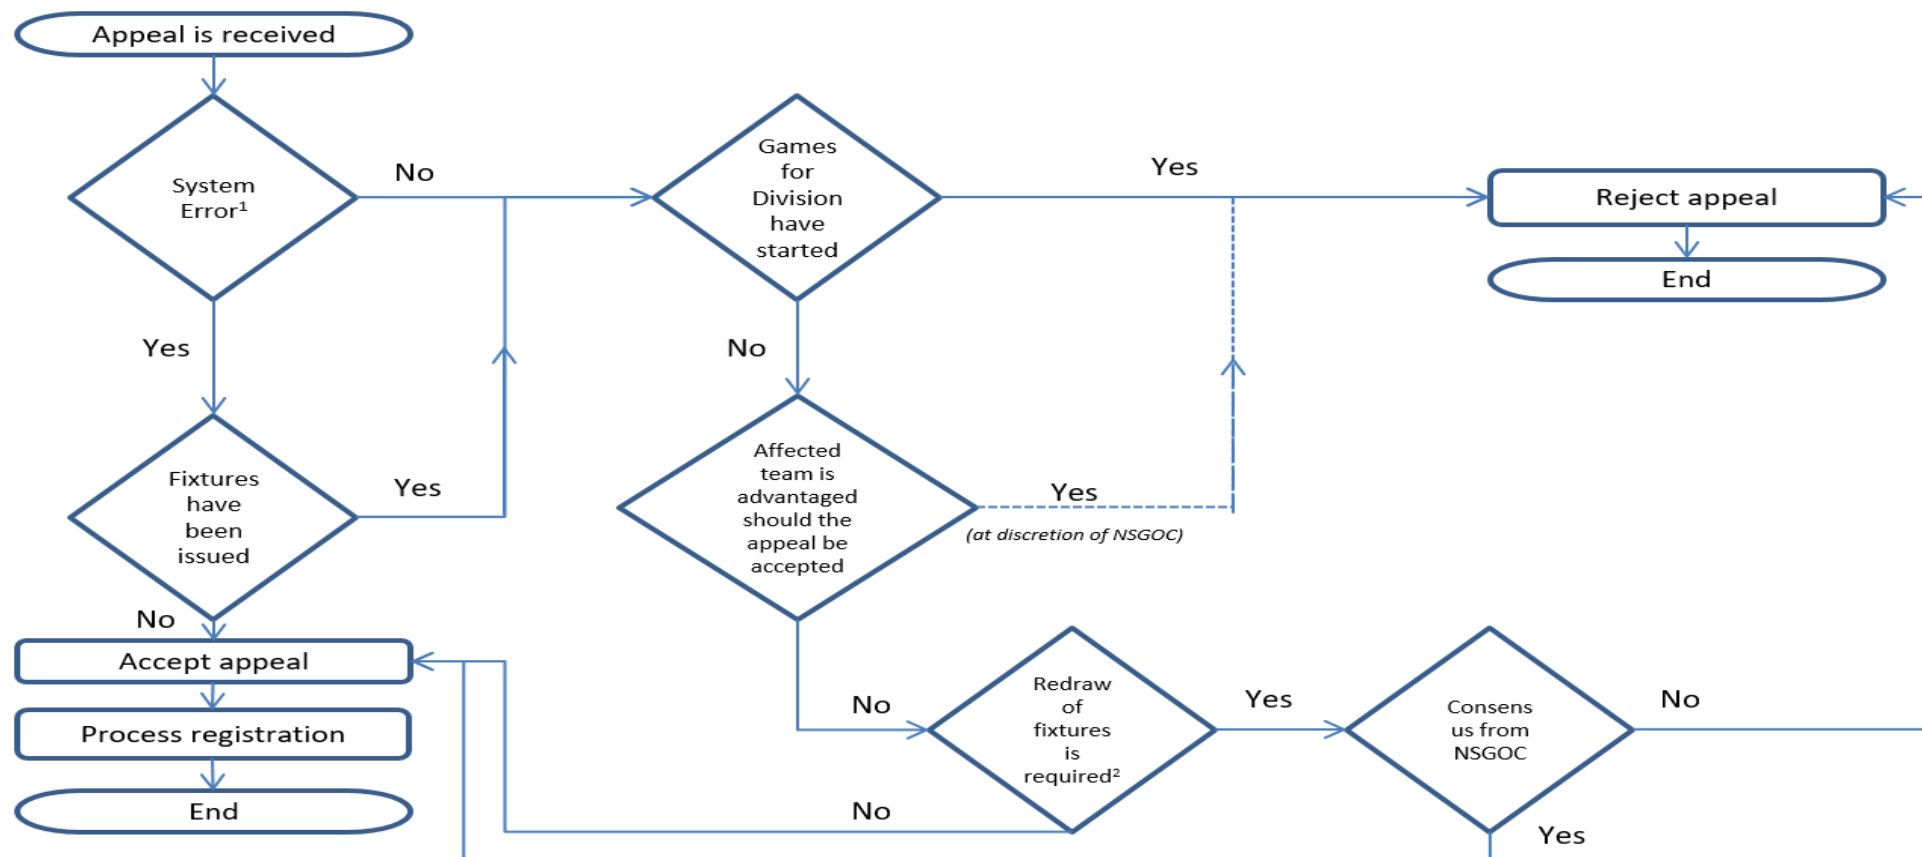 Appeal is received
System
Error¹
No
Yes
Fixtures
have
been
issued
Yes
No
Accept appeal
Process registration
End
Games
for
Division
have
started
Yes
No
Affected
team is
advantaged
should the
appeal be
accepted
Yes
(at discretion of NSGOC)
No
Redraw
of
fixtures
is
required²
Yes
No
Consens
us from
NSGOC
No
Yes
Reject appeal
End